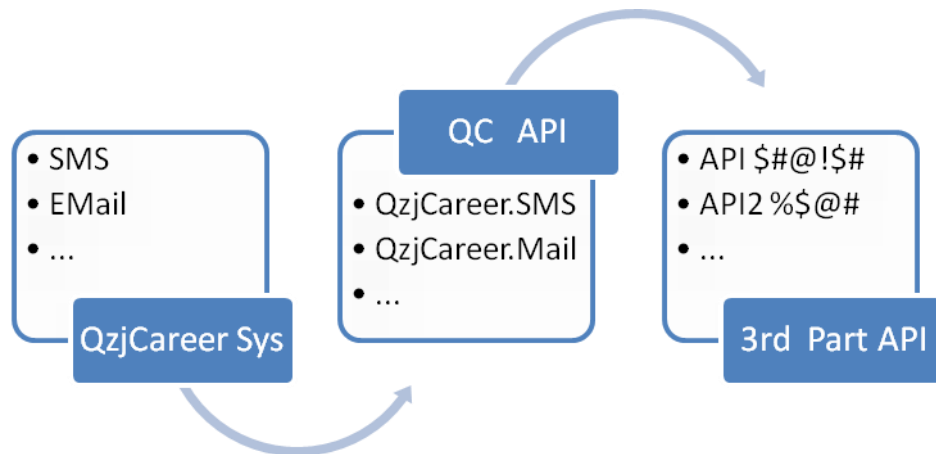 • SMS
• EMail
• ...
QzjCareer Sys
QC API
• QzjCareer.SMS
• QzjCareer.Mail
• ...
• API $#@!$#
• API2 %$@#
• ...
3rd Part API